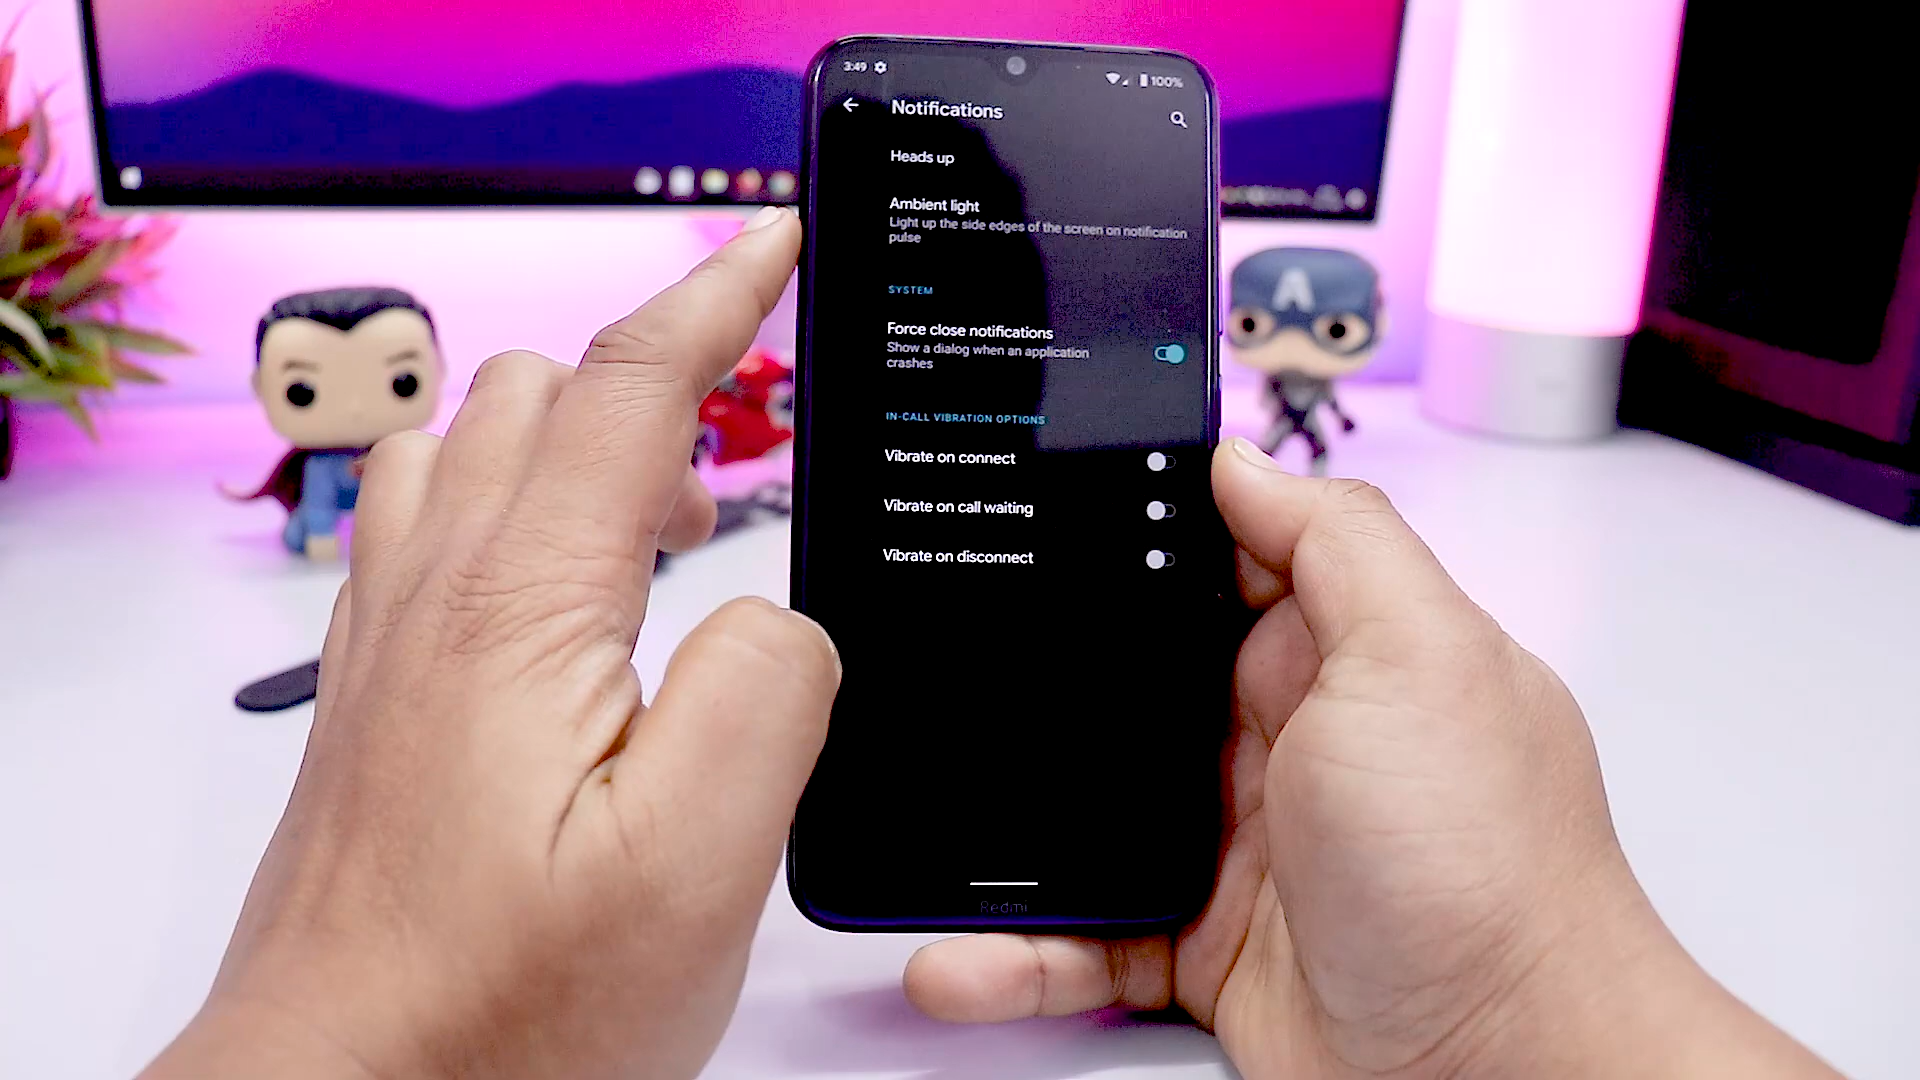 3:49
100%
Notifications
Heads up
Ambient light
Light up the side edges of the screen on notification
pulse
SYSTEM
Force close notifications
Show a dialog when an application
crashes
IN-CALL VIBRATION OPTIONS
Vibrate on connect
Vibrate on call waiting
Vibrate on disconnect
Redmi
A